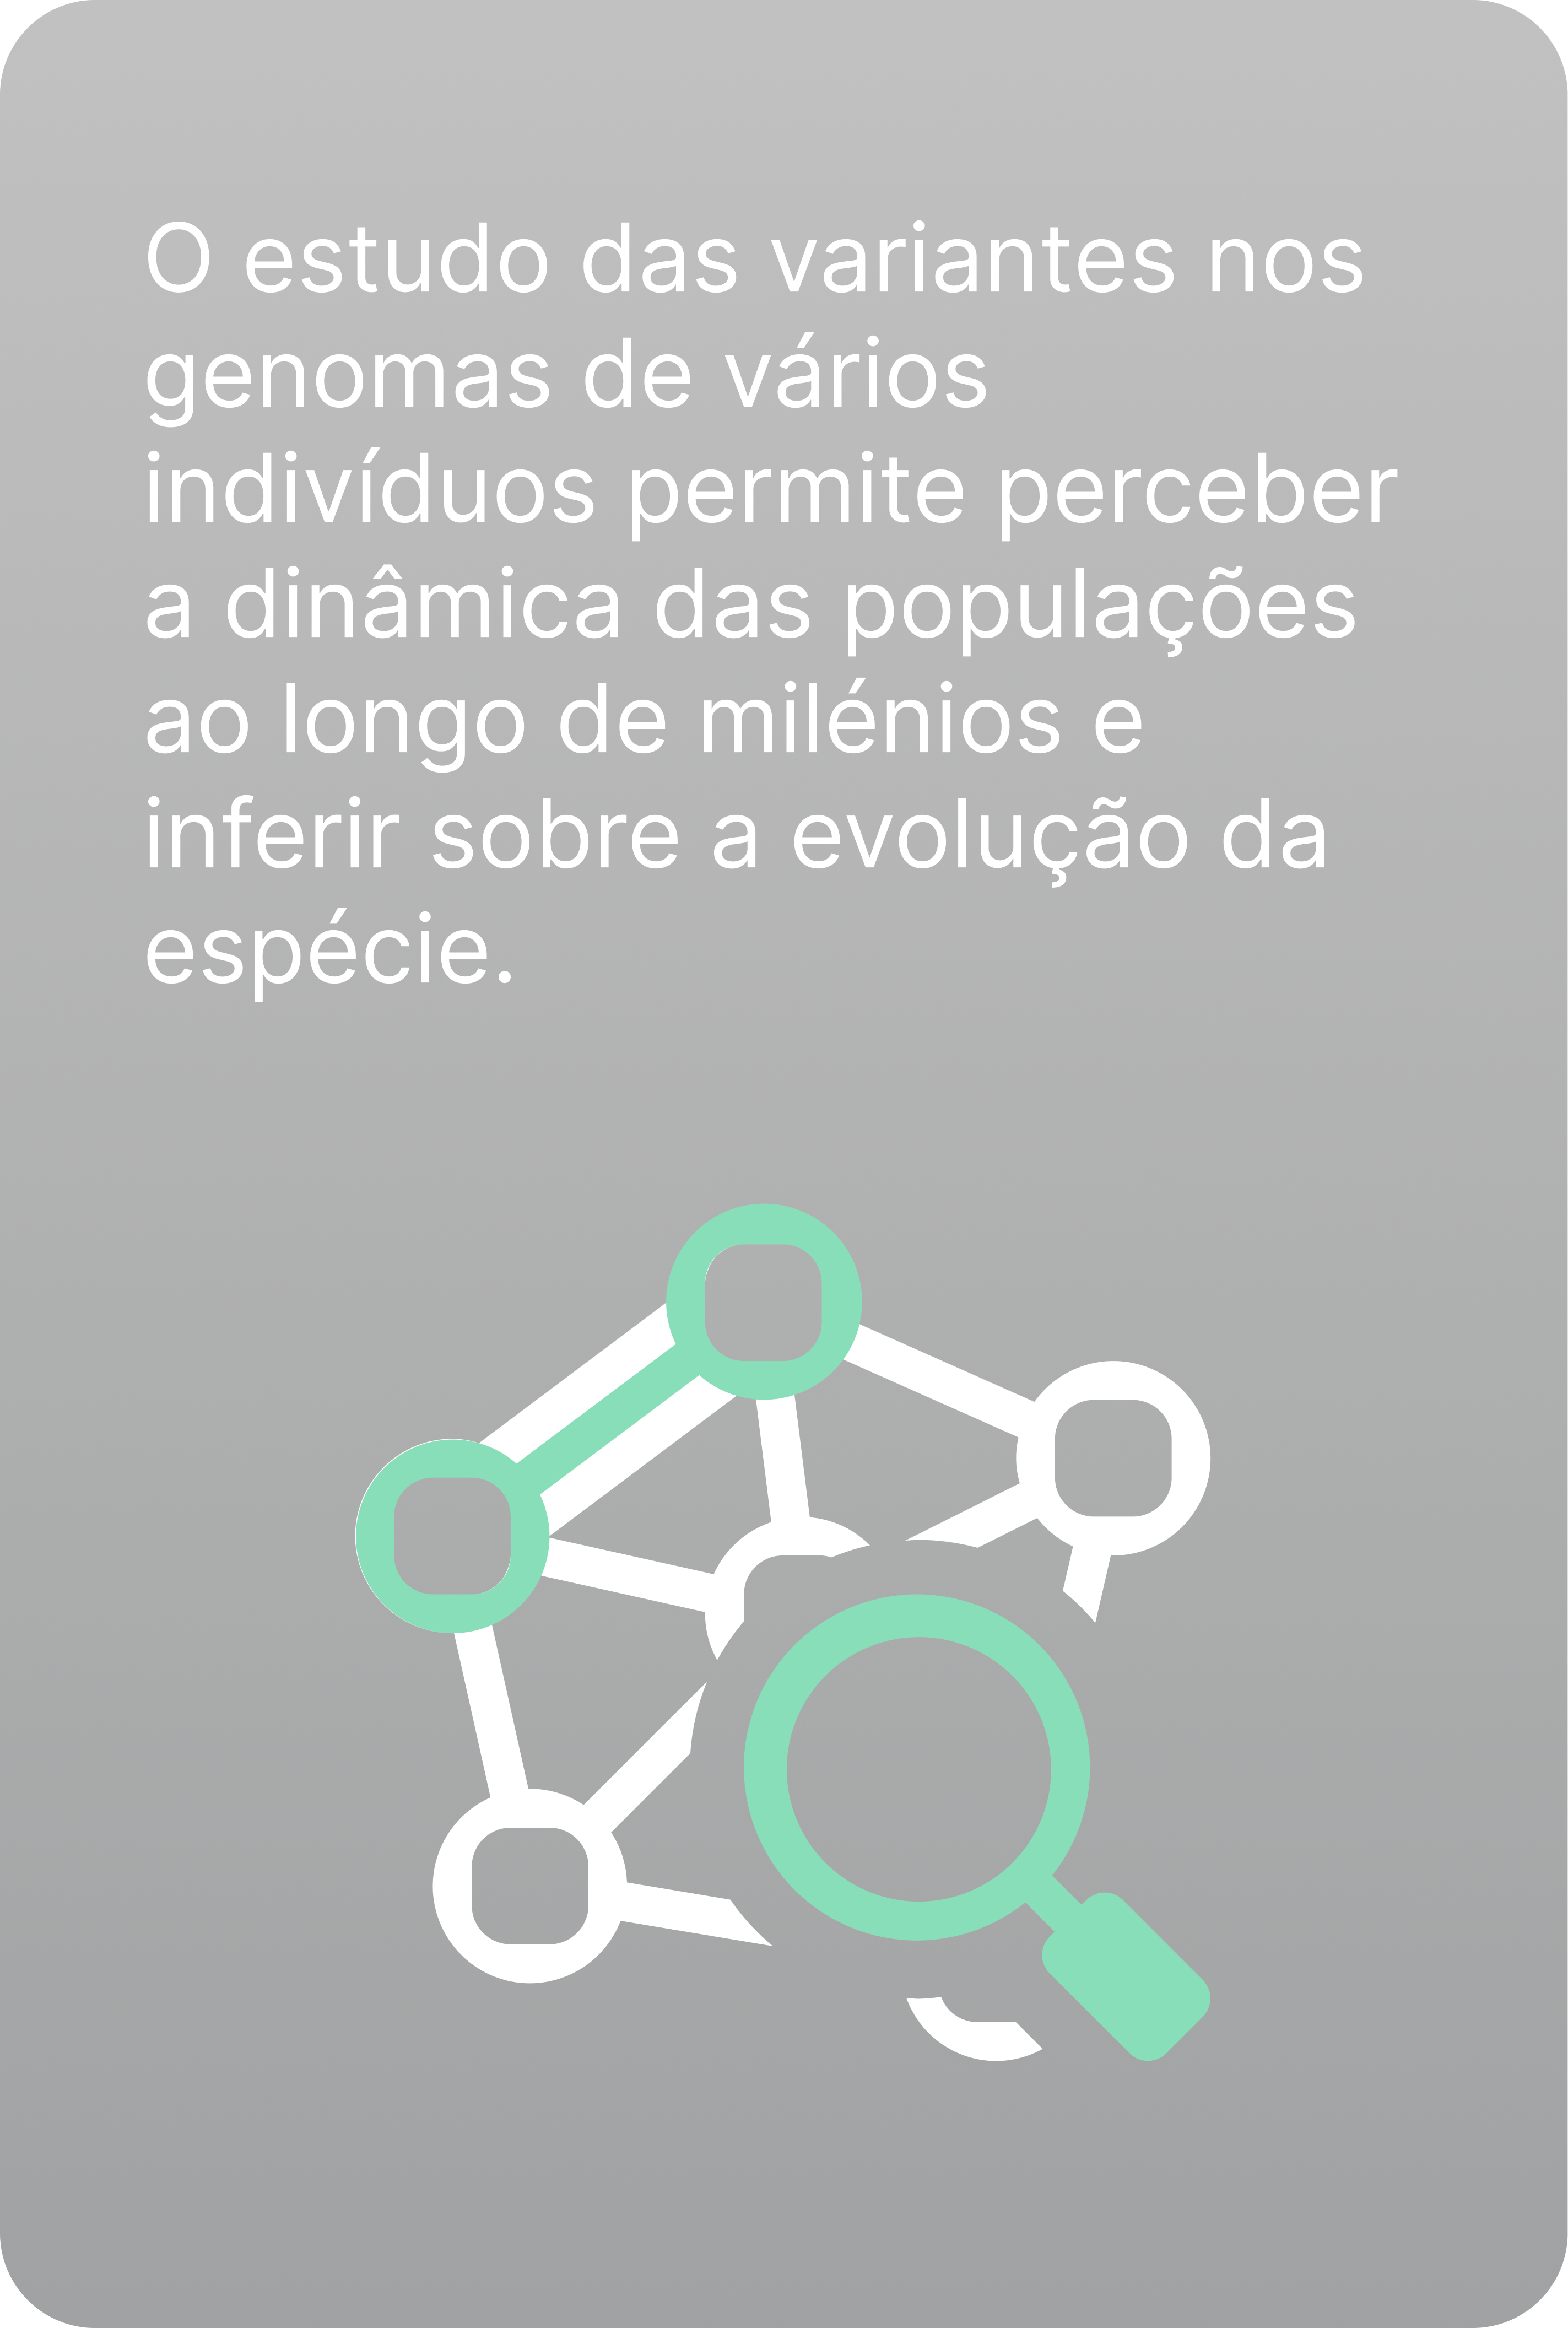 O estudo das variantes nos
genomas de vários
indivíduos permite perceber
a dinâmica das populações
ao longo de milénios e
inferir sobre a evolução da
espécie.